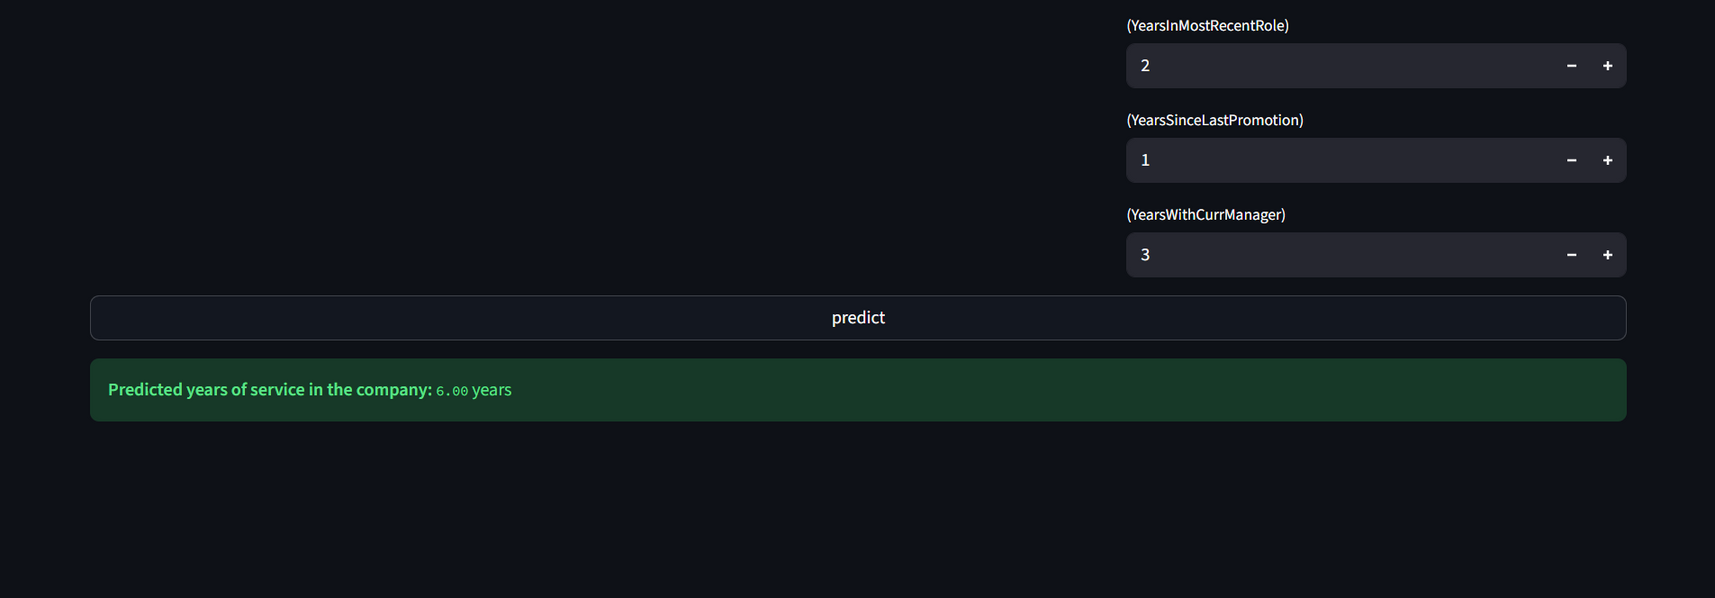 (YearsInMostRecentRole)
2
(YearsSinceLastPromotion)
1
(YearsWithCurrManager)
3
predict
Predicted years of service in the company: 6.00 years